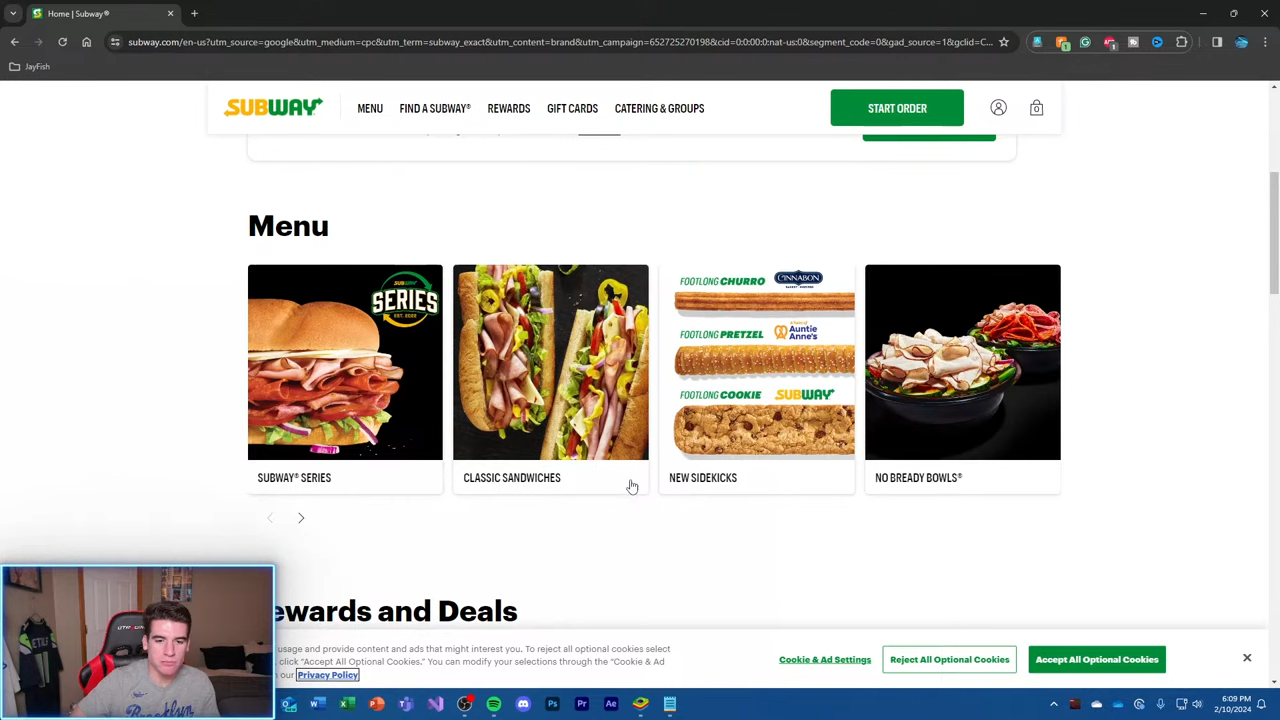 Home | Subway®
subway.com/en-us?utm_source=google&utm_medium=cpc&utm_term=subway_exact&utm_content=brand&utm_campaign=652725270198&cid=0:0:00:0:nat-us:0&segment_code=0&gad_source=1&gclid=C...
JayFish
SUBWAY
MENU
FIND A SUBWAY®
REWARDS
GIFT CARDS
CATERING & GROUPS
START ORDER
0
Menu
SUBWAY
SERIES
EST. 2022
FOOTLONG CHURRO
CINNABON
FOOTLONG PRETZEL
Auntie
Anne's
FOOTLONG COOKIE
SUBWAY
SUBWAY® SERIES
CLASSIC SANDWICHES
NEW SIDEKICKS
NO BREADY BOWLS®
ewards and Deals
usage and provide content and ads that might interest you. To reject all optional cookies select
click "Accept All Optional Cookies." You can modify your selections through the "Cookie & Ad
n our Privacy Policy
Cookie & Ad Settings
Reject All Optional Cookies
Accept All Optional Cookies
6:09 PM
2/10/2024